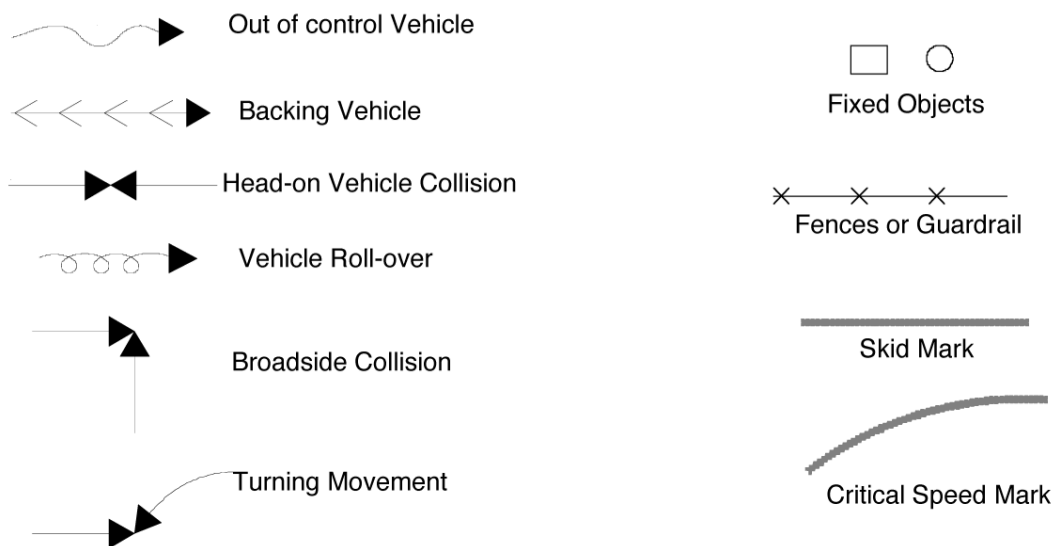 Out of control Vehicle
Backing Vehicle
Head-on Vehicle Collision
Vehicle Roll-over
Broadside Collision
Turning Movement
Fixed Objects
Fences or Guardrail
Skid Mark
Critical Speed Mark